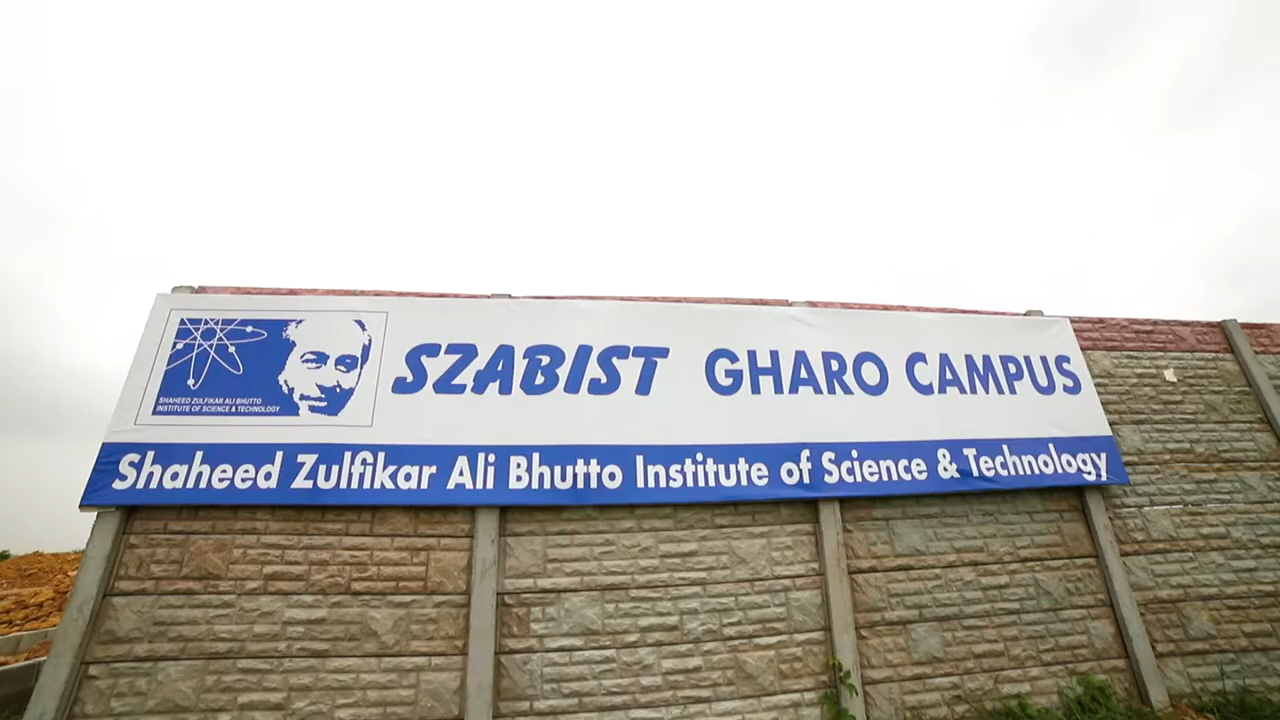 SZABIST GHARO CAMPUS
SHAHEED ZULFIKAR ALI BHUTTO
INSTITUTE OF SCIENCE & TECHNOLOGY
Shaheed Zulfikar Ali Bhutto Institute of Science & Technology